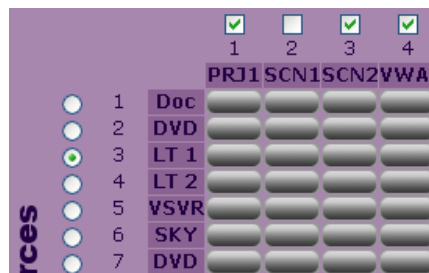 1 2 3 4
PRJ1 SCN1 SCN2 VWA
1 Doc
2 DVD
3 LT 1
4 LT 2
5 VSVR
6 SKY
7 DVD
rces